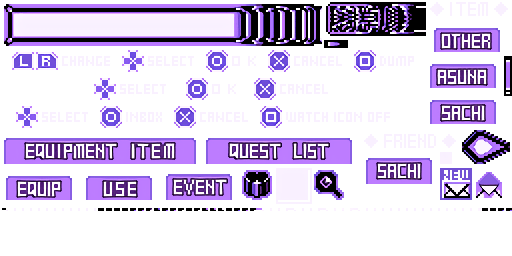 ITEM
OTHER
L R CHANGE SELECT O K CANCEL DUMP
ASUNA
SELECT O K CANCEL
SACHI
SELECT INBOX CANCEL WATCH ICON OFF
FRIEND
EQUIPMENT ITEM QUEST LIST
SACHI
NEW
EQUIP USE EVENT